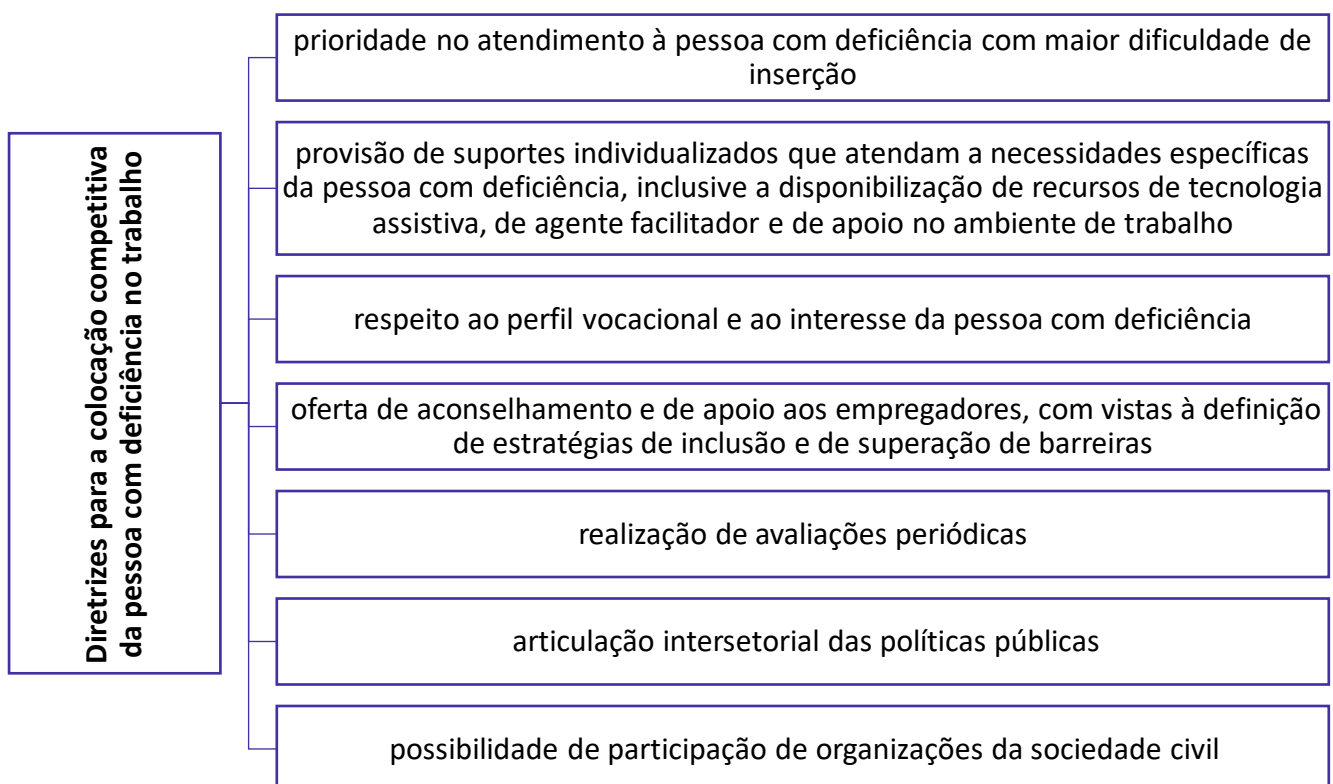 Diretrizes para a colocação competitiva
da pessoa com deficiência no trabalho
prioridade no atendimento à pessoa com deficiência com maior dificuldade de
inserção
provisão de suportes individualizados que atendam a necessidades específicas
da pessoa com deficiência, inclusive a disponibilização de recursos de tecnologia
assistiva, de agente facilitador e de apoio no ambiente de trabalho
respeito ao perfil vocacional e ao interesse da pessoa com deficiência
oferta de aconselhamento e de apoio aos empregadores, com vistas à definição
de estratégias de inclusão e de superação de barreiras
realização de avaliações periódicas
articulação intersetorial das políticas públicas
possibilidade de participação de organizações da sociedade civil